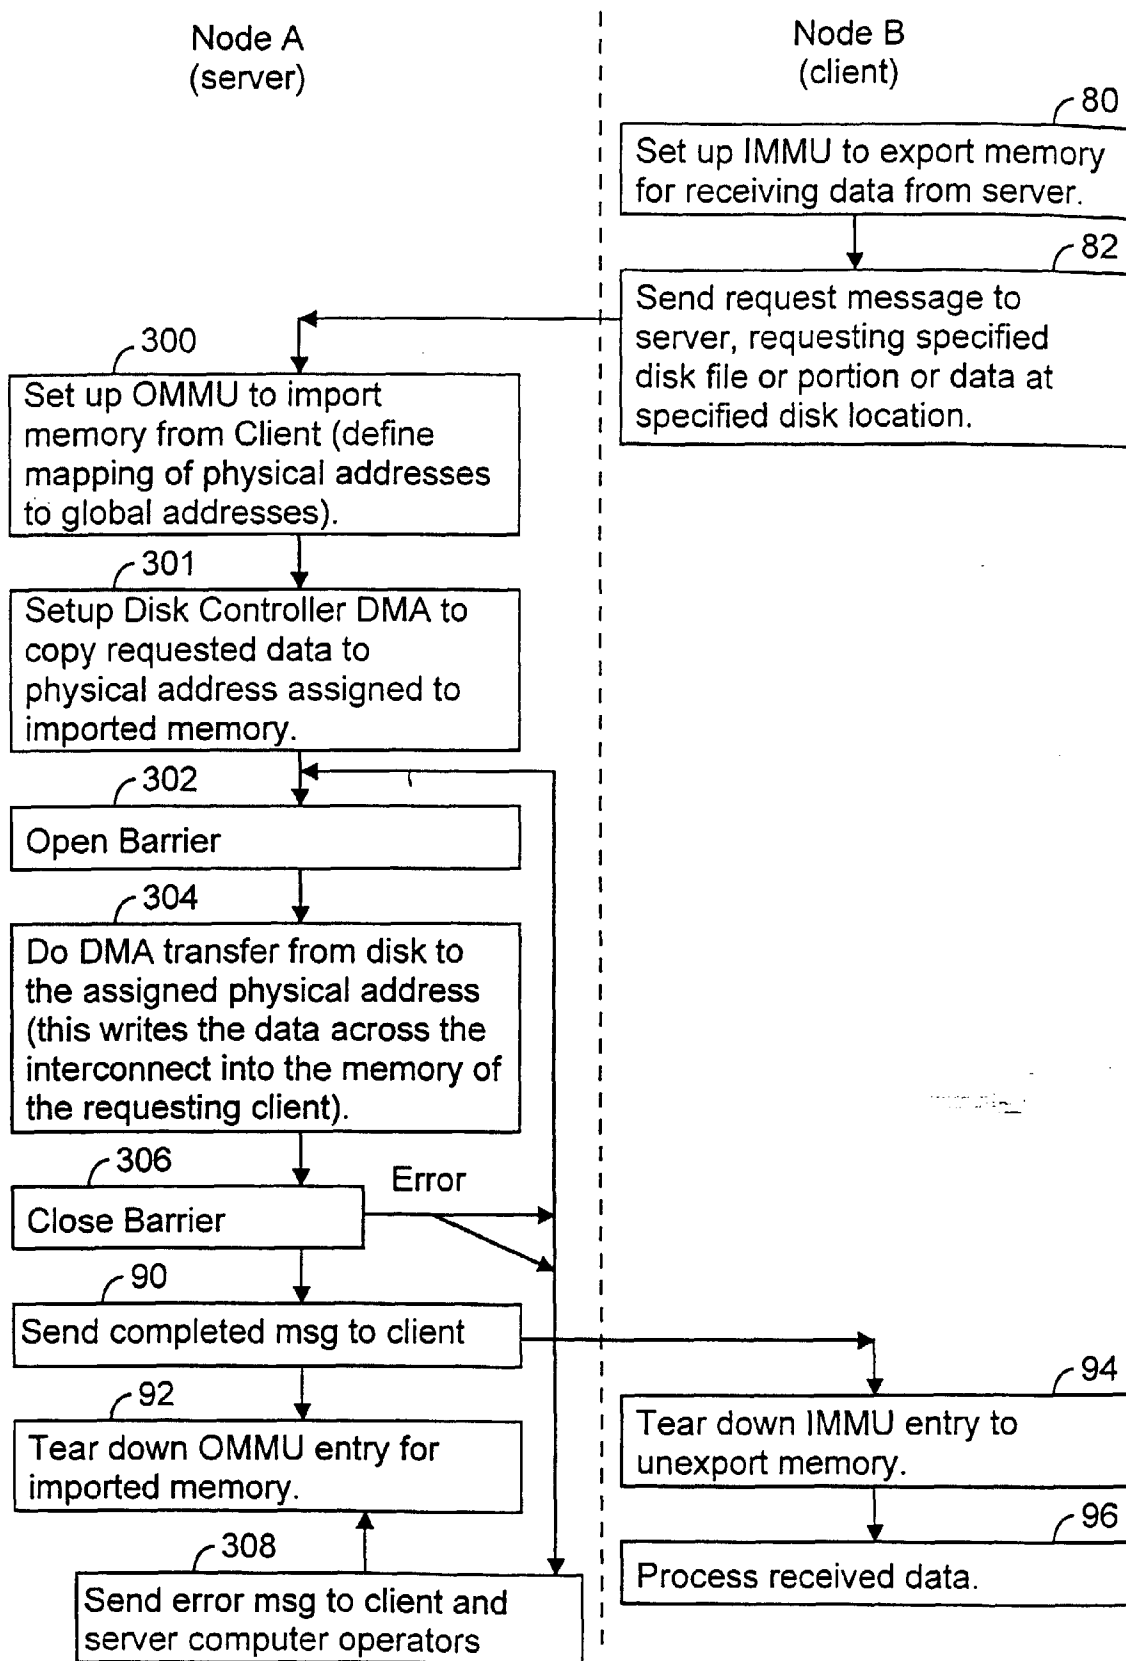 Node A
(server)
Node B
(client)
80
Set up IMMU to export memory
for receiving data from server.
82
Send request message to
server, requesting specified
disk file or portion or data at
specified disk location.
300
Set up OMMU to import
memory from Client (define
mapping of physical addresses
to global addresses).
301
Setup Disk Controller DMA to
copy requested data to
physical address assigned to
imported memory.
302
Open Barrier
304
Do DMA transfer from disk to
the assigned physical address
(this writes the data across the
interconnect into the memory of
the requesting client).
306
Error
Close Barrier
90
Send completed msg to client
92
Tear down OMMU entry for
imported memory.
94
Tear down IMMU entry to
unexport memory.
96
Process received data.
308
Send error msg to client and
server computer operators